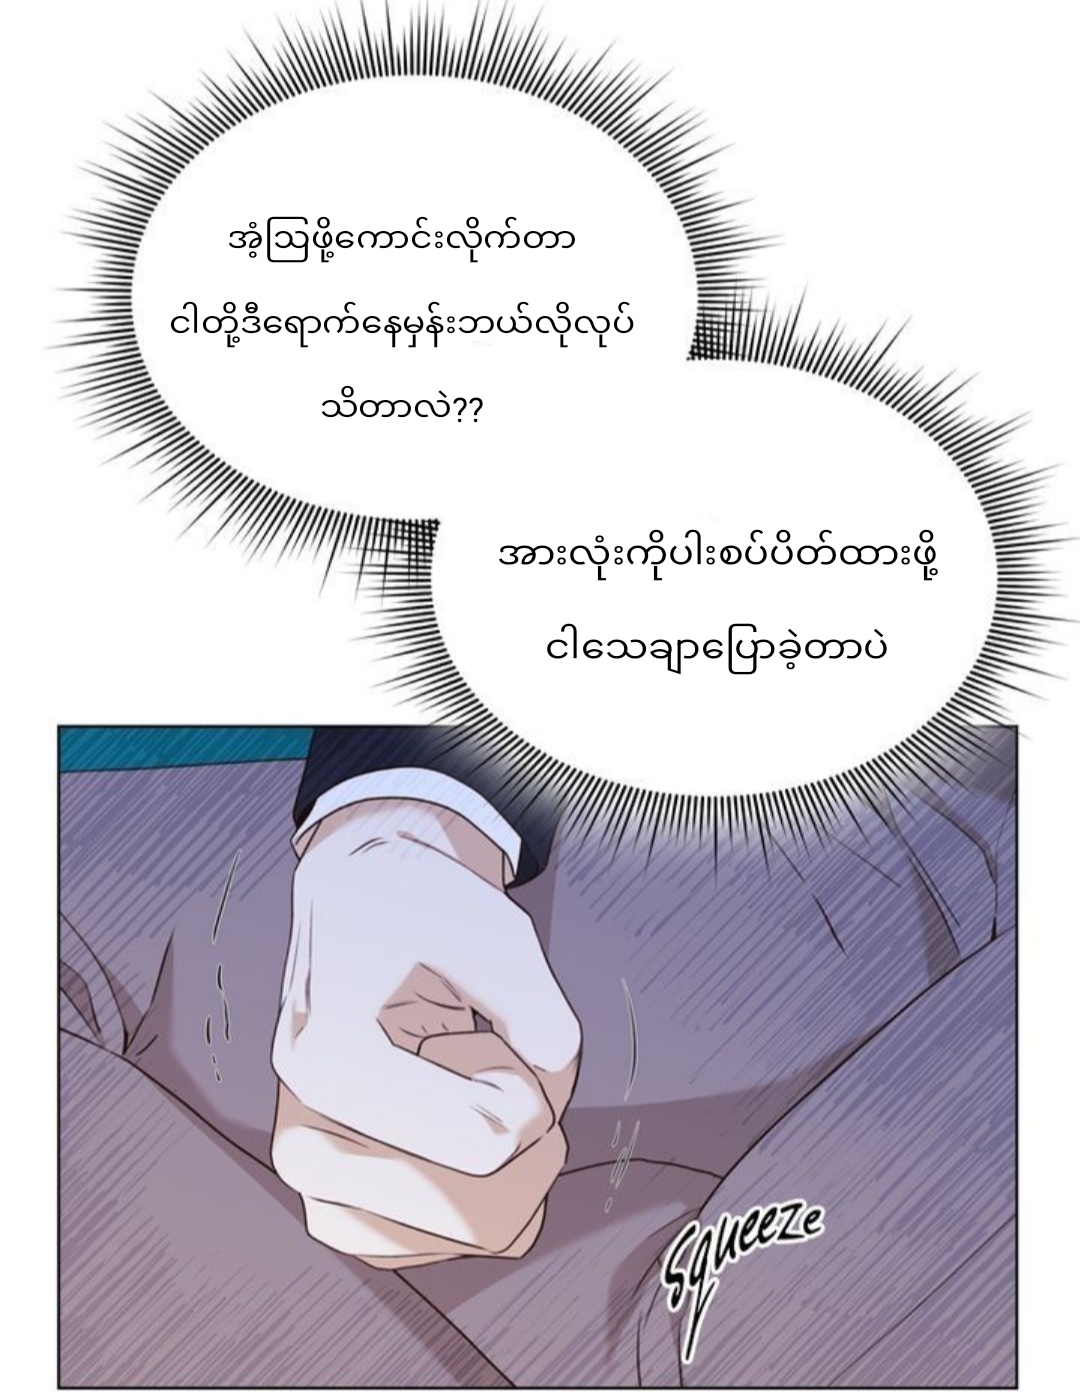 အံ့ဩဖို့ကောင်းလိုက်တာ
ငါတို့ဒီရောက်နေမှန်းဘယ်လိုလုပ်
သိတာလဲ??
အားလုံးကိုပါးစပ်ပိတ်ထားဖို့
ငါသေချာပြောခဲ့တာပဲ
Squeeze